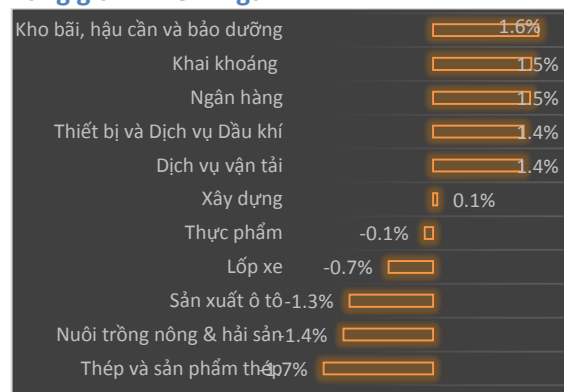 Kho bãi, hậu cần và bảo dưỡng 1.6%
Khai khoáng 1.5%
Ngân hàng 1.5%
Thiết bị và Dịch vụ Dầu khí 1.4%
Dịch vụ vận tải 1.4%
Xây dựng 0.1%
Thực phẩm -0.1%
Lốp xe -0.7%
Sản xuất ô tô -1.3%
Nuôi trồng nông & hải sản -1.4%
Thép và sản phẩm thép -1.7%